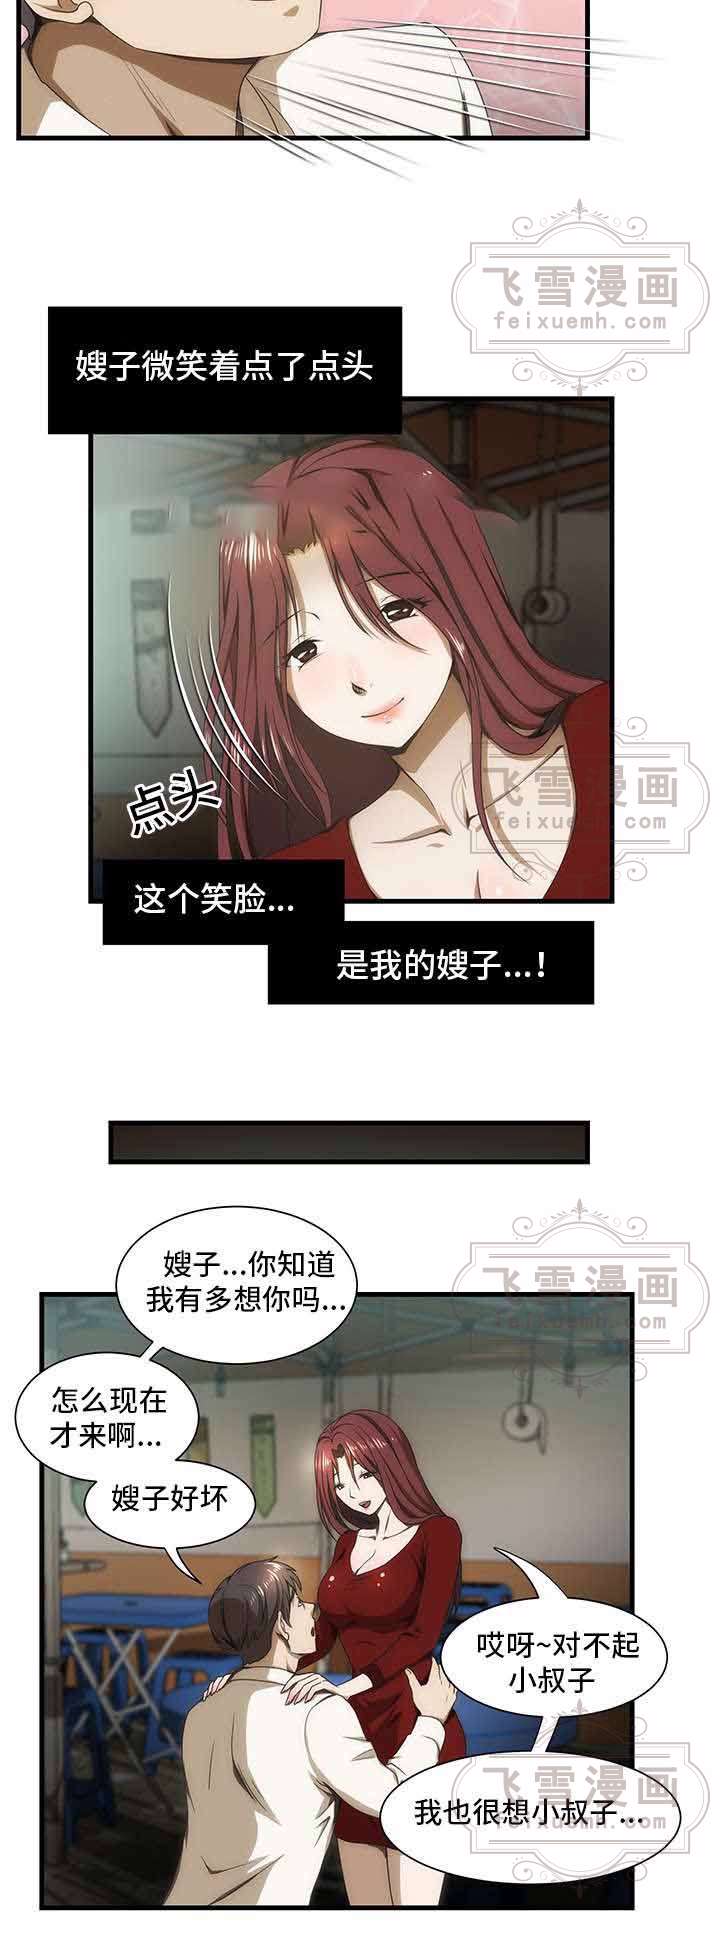 飞雪漫画
feixuemh.com
嫂子微笑着点了点头
点头
飞雪漫画
feixuemh.com
这个笑脸...
是我的嫂子...!
嫂子...你知道
我有多想你吗...
飞雪漫画
feixuemh.com
怎么现在
才来啊...
嫂子好坏
哎呀~对不起
小叔子
飞雪漫画
feixuemh.com
我也很想小叔子...